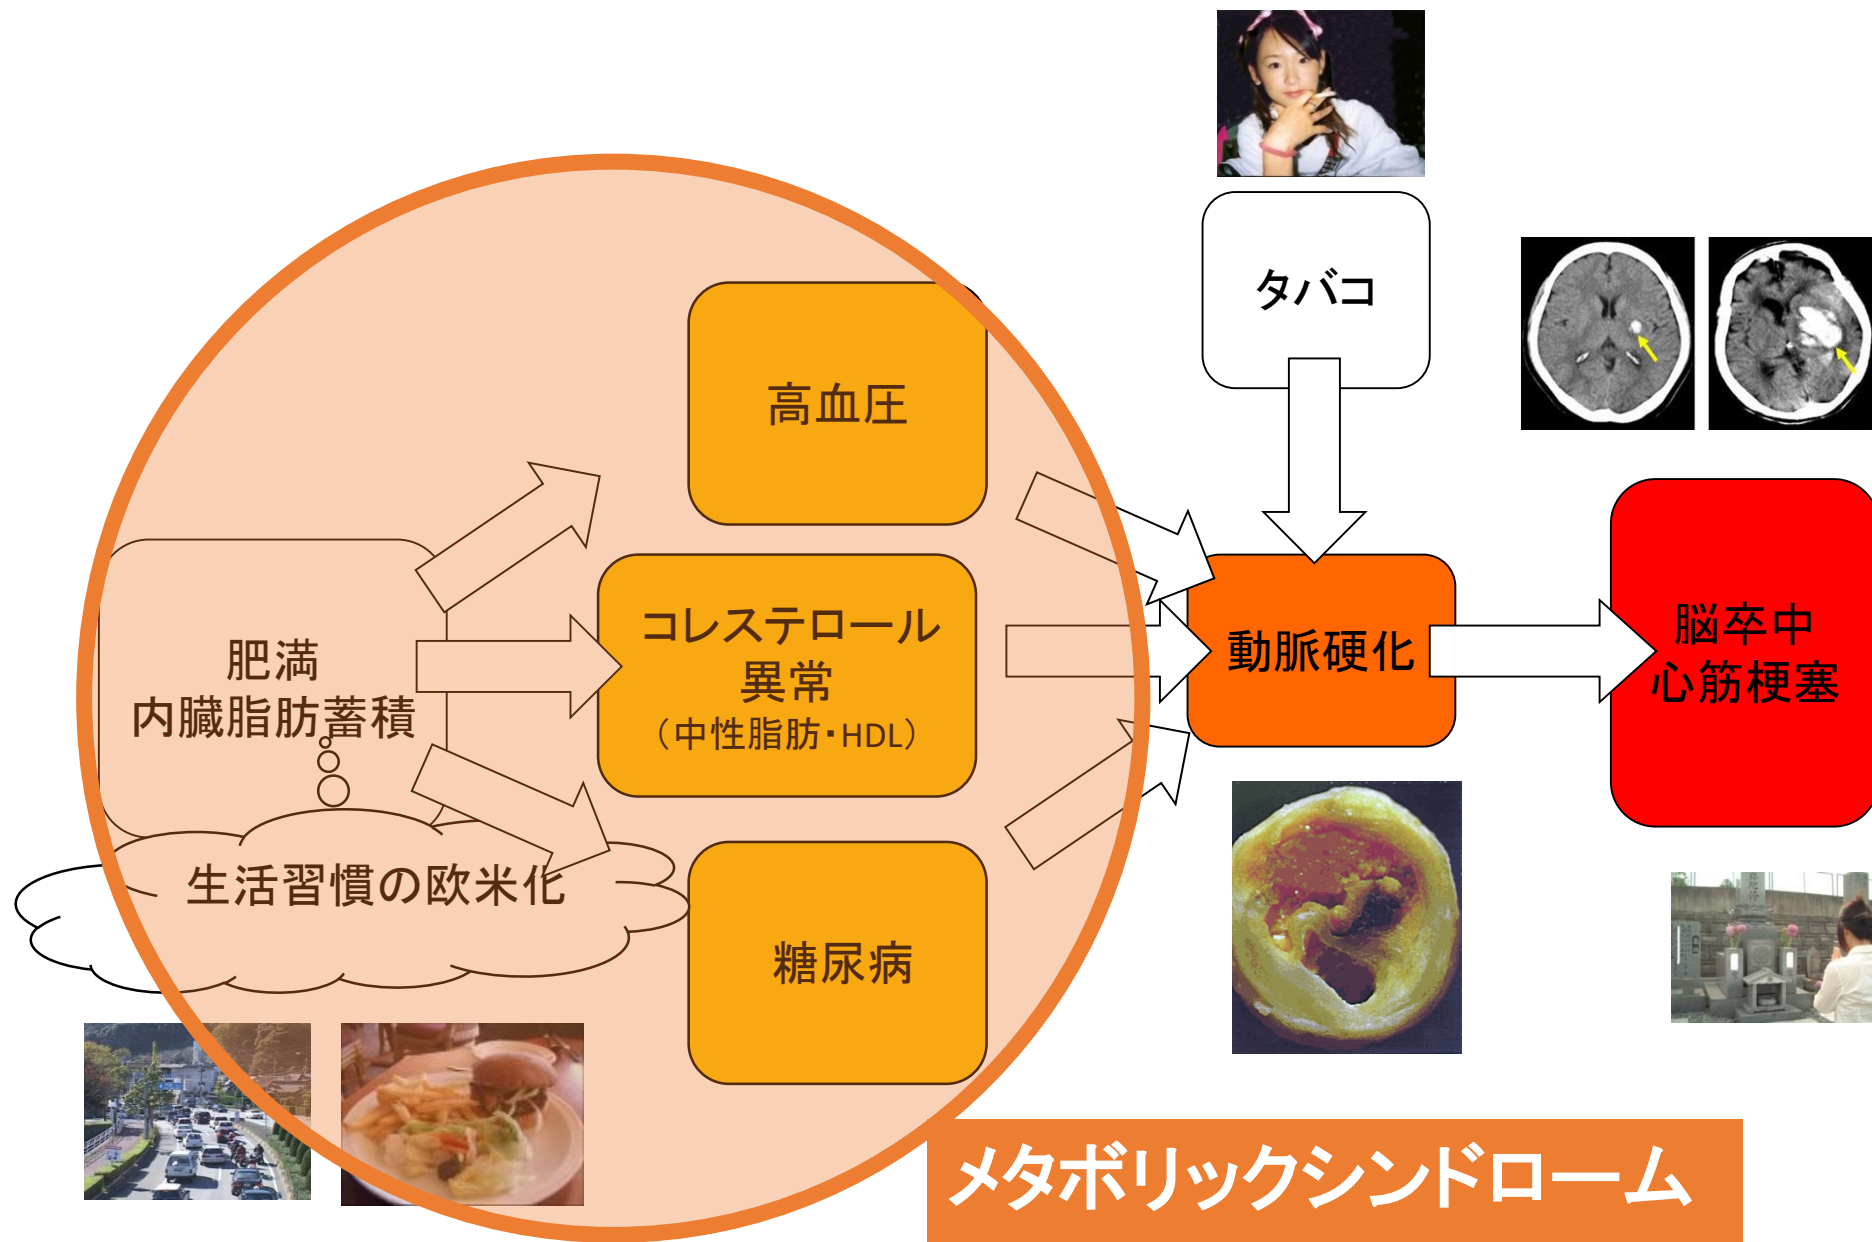 タバコ
高血圧
肥満
内臓脂肪蓄積
コレステロール
異常
（中性脂肪・HDL）
動脈硬化
脳卒中
心筋梗塞
生活習慣の欧米化
糖尿病
メタボリックシンドローム